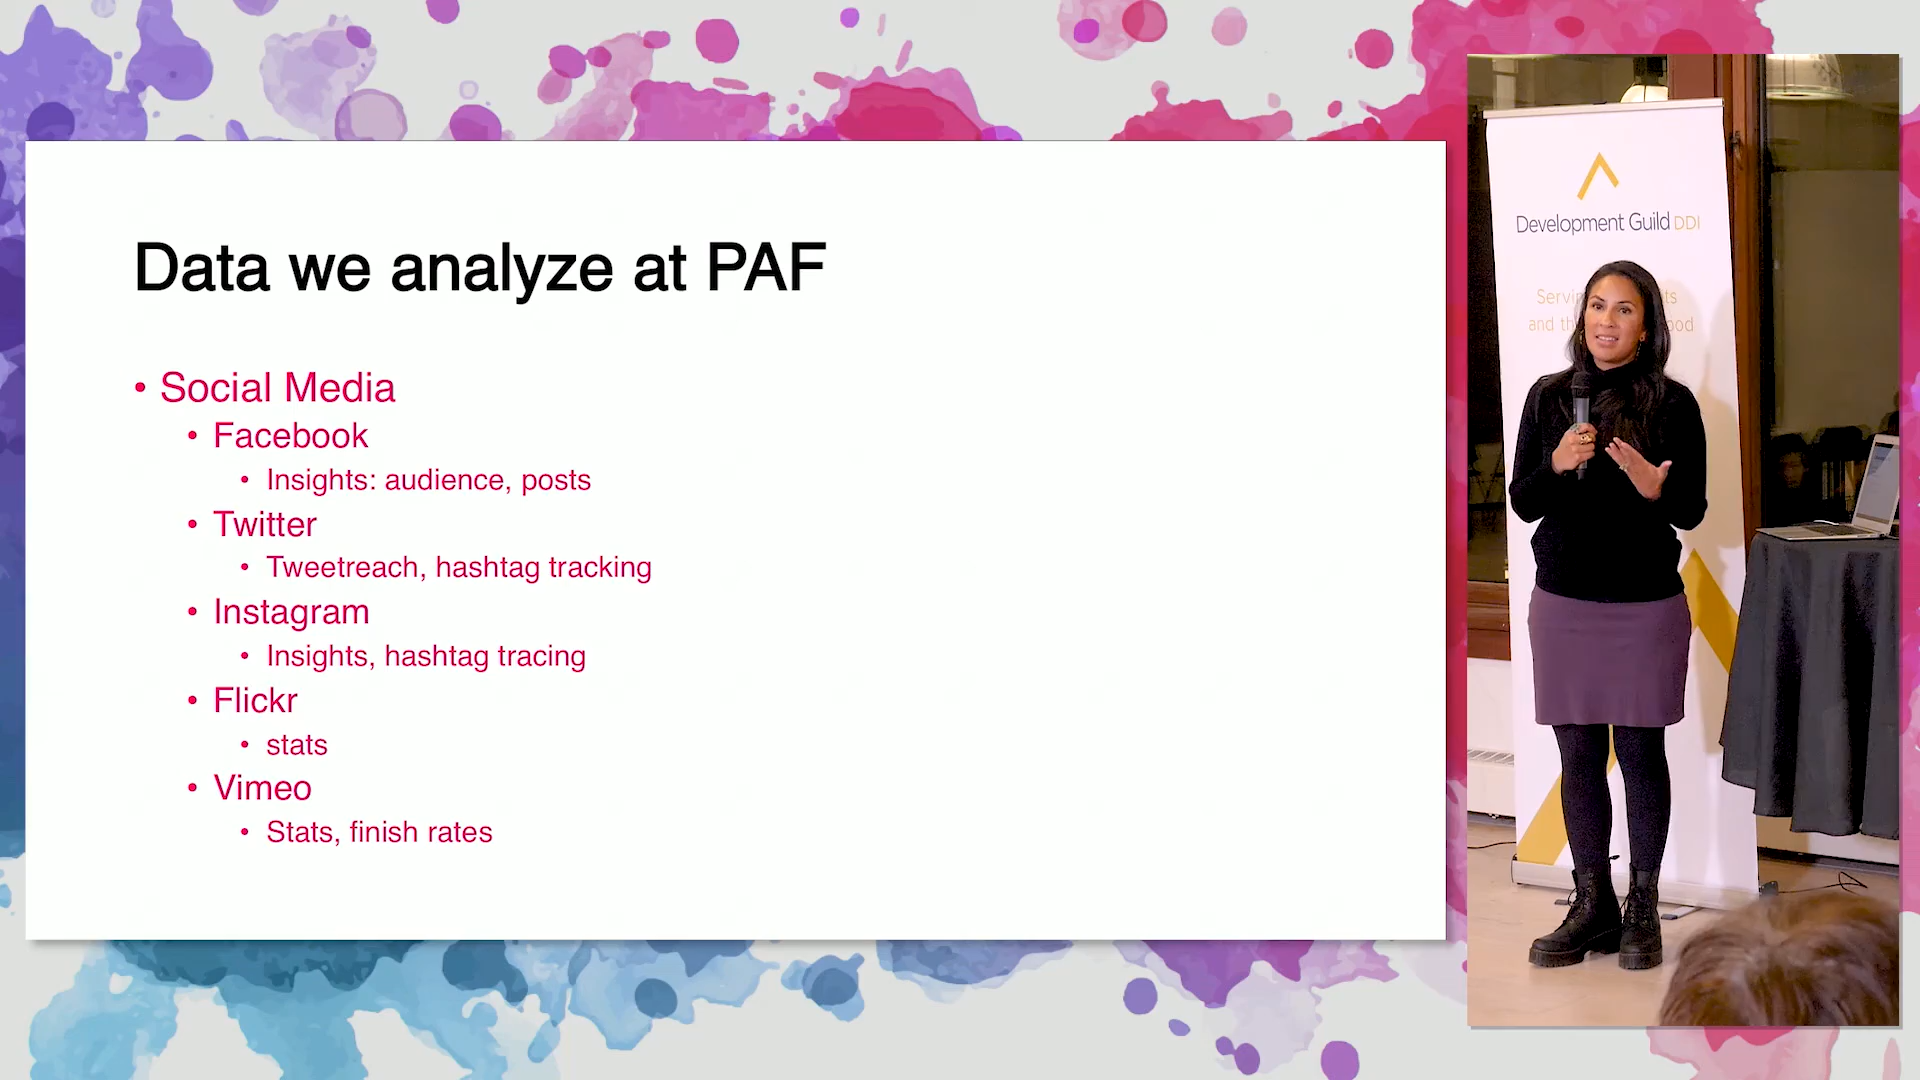 Data we analyze at PAF
• Social Media
• Facebook
• Insights: audience, posts
• Twitter
• Tweetreach, hashtag tracking
• Instagram
• Insights, hashtag tracing
• Flickr
• stats
• Vimeo
• Stats, finish rates
Development Guild DDI
and